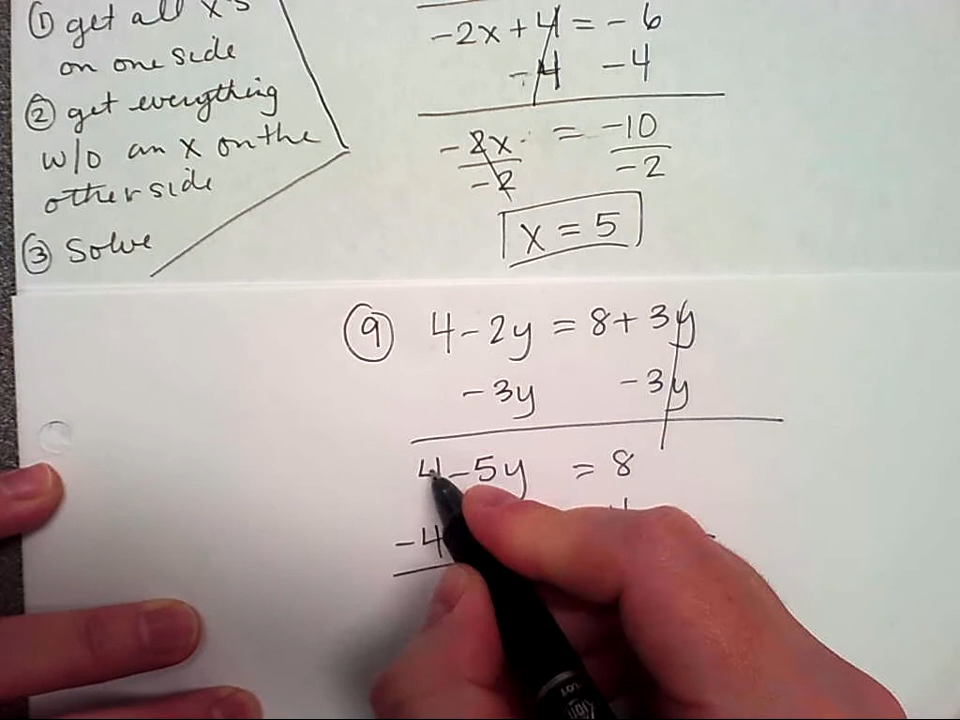 ① get all x's
on one side
② get everything
w/o an x on the
other side
③ Solve
-2x + 4 = -6
-4 -4
-2x = -10
-2 -2
x = 5
⑨ 4 - 2y = 8 + 3y
-3y -3y
4 - 5y = 8
-4